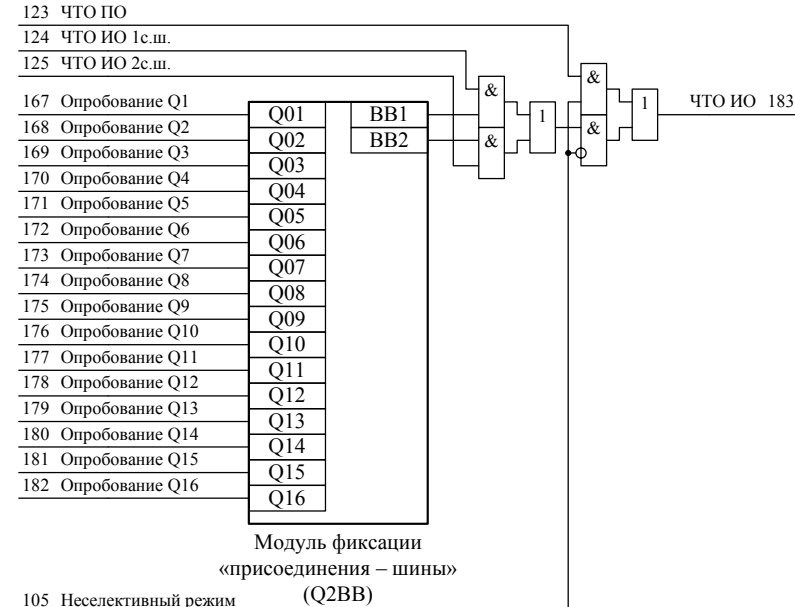 123 ЧТО ПО
124 ЧТО ИО 1с.ш.
125 ЧТО ИО 2с.ш.
167 Опробование Q1
168 Опробование Q2
169 Опробование Q3
170 Опробование Q4
171 Опробование Q5
172 Опробование Q6
173 Опробование Q7
174 Опробование Q8
175 Опробование Q9
176 Опробование Q10
177 Опробование Q11
178 Опробование Q12
179 Опробование Q13
180 Опробование Q14
181 Опробование Q15
182 Опробование Q16
Q01
Q02
Q03
Q04
Q05
Q06
Q07
Q08
Q09
Q10
Q11
Q12
Q13
Q14
Q15
Q16
BB1
BB2
&
&
1
&
&
1
ЧТО ИО 183
Модуль фиксации
«присоединения – шины»
(Q2BB)
105 Неселективный режим